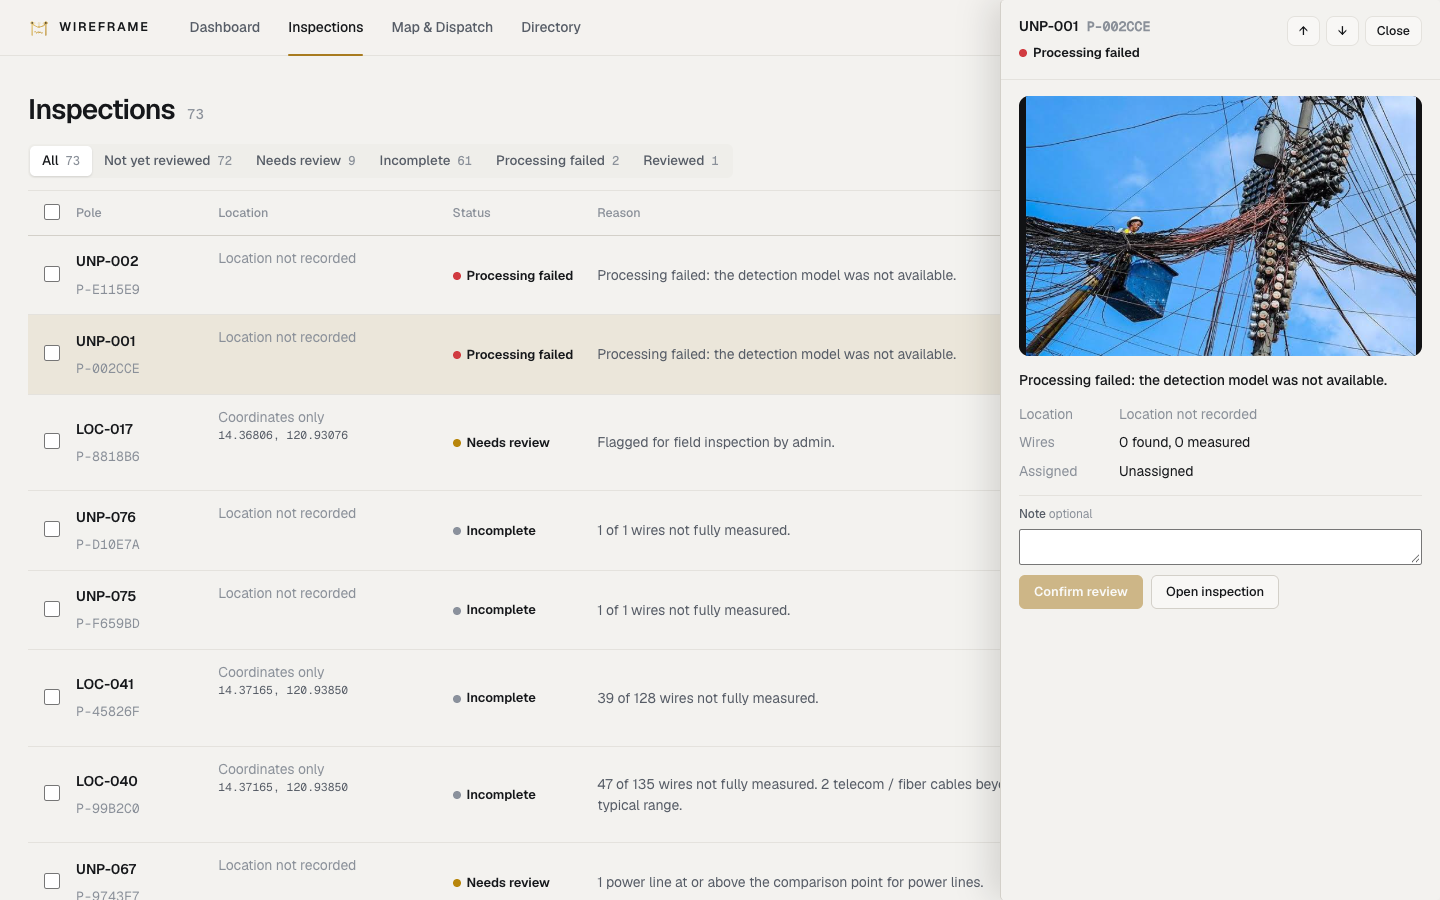 WIREFRAME
Dashboard
Inspections
Map & Dispatch
Directory
Inspections 73
All 73
Not yet reviewed 72
Needs review 9
Incomplete 61
Processing failed 2
Reviewed 1
Pole
Location
Status
Reason
UNP-002
P-E115E9
Location not recorded
Processing failed
Processing failed: the detection model was not available.
UNP-001
P-002CCE
Location not recorded
Processing failed
Processing failed: the detection model was not available.
LOC-017
P-8818B6
Coordinates only
14.36806, 120.93076
Needs review
Flagged for field inspection by admin.
UNP-076
P-D10E7A
Location not recorded
Incomplete
1 of 1 wires not fully measured.
UNP-075
P-F659BD
Location not recorded
Incomplete
1 of 1 wires not fully measured.
LOC-041
P-45826F
Coordinates only
14.37165, 120.93850
Incomplete
39 of 128 wires not fully measured.
LOC-040
P-99B2C0
Coordinates only
14.37165, 120.93850
Incomplete
47 of 135 wires not fully measured. 2 telecom / fiber cables
typical range.
UNP-067
P-9743F7
Location not recorded
Needs review
1 power line at or above the comparison point for power lines.
UNP-001 P-002CCE
Processing failed
↑
↓
Close
Processing failed: the detection model was not available.
Location Location not recorded
Wires 0 found, 0 measured
Assigned Unassigned
Note optional
Confirm review
Open inspection